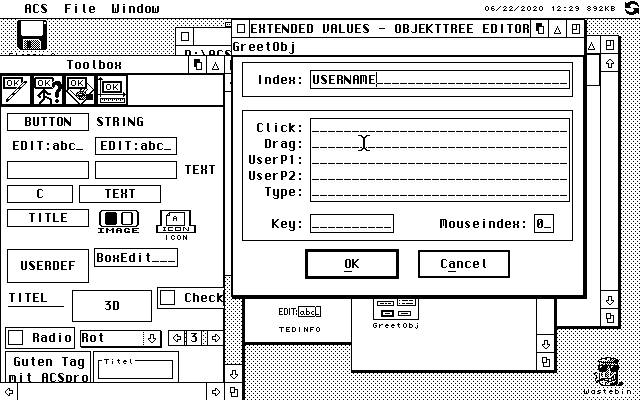 ACS File Window 06/22/2020 12:29 892KB
EXTENDED VALUES - OBJEKTTREE EDITOR
GreetObj
Index: USERNAME
Click:
Drag:
UserP1:
UserP2:
Type:
Key:
Mouseindex: 0_
OK
Cancel
Toolbox
OK OK OK OK
BUTTON STRING
EDIT:abc_ EDIT:abc_
TEXT
C TEXT
TITLE IMAGE ICON
ICON
USERDEF BoxEdit___
TITEL 3D Check
Radio Rot 3
Guten Tag
mit ACSpro
Titel
EDIT:abc_
TEDINFO
GreetObj
Wastebin